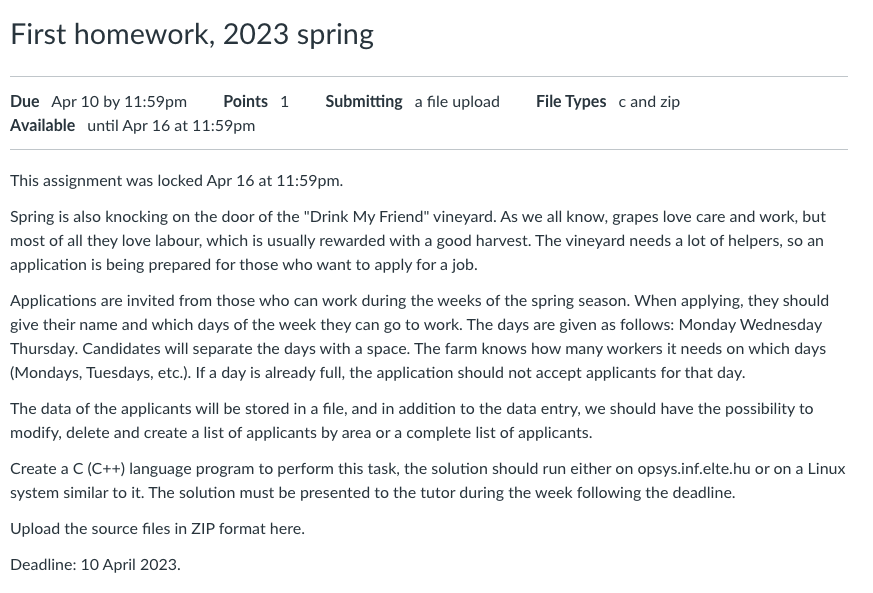 First homework, 2023 spring
Due Apr 10 by 11:59pm Points 1 Submitting a file upload File Types c and zip
Available until Apr 16 at 11:59pm
This assignment was locked Apr 16 at 11:59pm.
Spring is also knocking on the door of the "Drink My Friend" vineyard. As we all know, grapes love care and work, but
most of all they love labour, which is usually rewarded with a good harvest. The vineyard needs a lot of helpers, so an
application is being prepared for those who want to apply for a job.
Applications are invited from those who can work during the weeks of the spring season. When applying, they should
give their name and which days of the week they can go to work. The days are given as follows: Monday Wednesday
Thursday. Candidates will separate the days with a space. The farm knows how many workers it needs on which days
(Mondays, Tuesdays, etc.). If a day is already full, the application should not accept applicants for that day.
The data of the applicants will be stored in a file, and in addition to the data entry, we should have the possibility to
modify, delete and create a list of applicants by area or a complete list of applicants.
Create a C (C++) language program to perform this task, the solution should run either on opsys.inf.elte.hu or on a Linux
system similar to it. The solution must be presented to the tutor during the week following the deadline.
Upload the source files in ZIP format here.
Deadline: 10 April 2023.